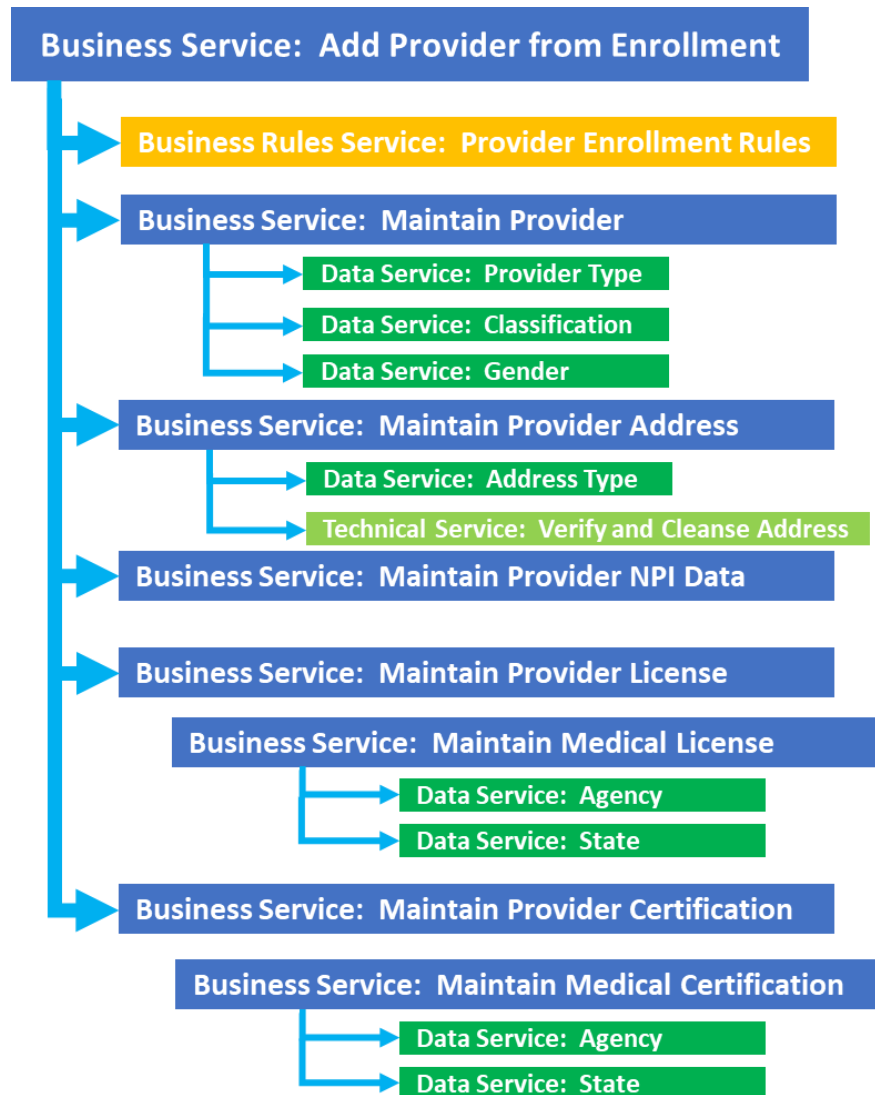 Business Service: Add Provider from Enrollment
Business Rules Service: Provider Enrollment Rules
Business Service: Maintain Provider
Data Service: Provider Type
Data Service: Classification
Data Service: Gender
Business Service: Maintain Provider Address
Data Service: Address Type
Technical Service: Verify and Cleanse Address
Business Service: Maintain Provider NPI Data
Business Service: Maintain Provider License
Business Service: Maintain Medical License
Data Service: Agency
Data Service: State
Business Service: Maintain Provider Certification
Business Service: Maintain Medical Certification
Data Service: Agency
Data Service: State